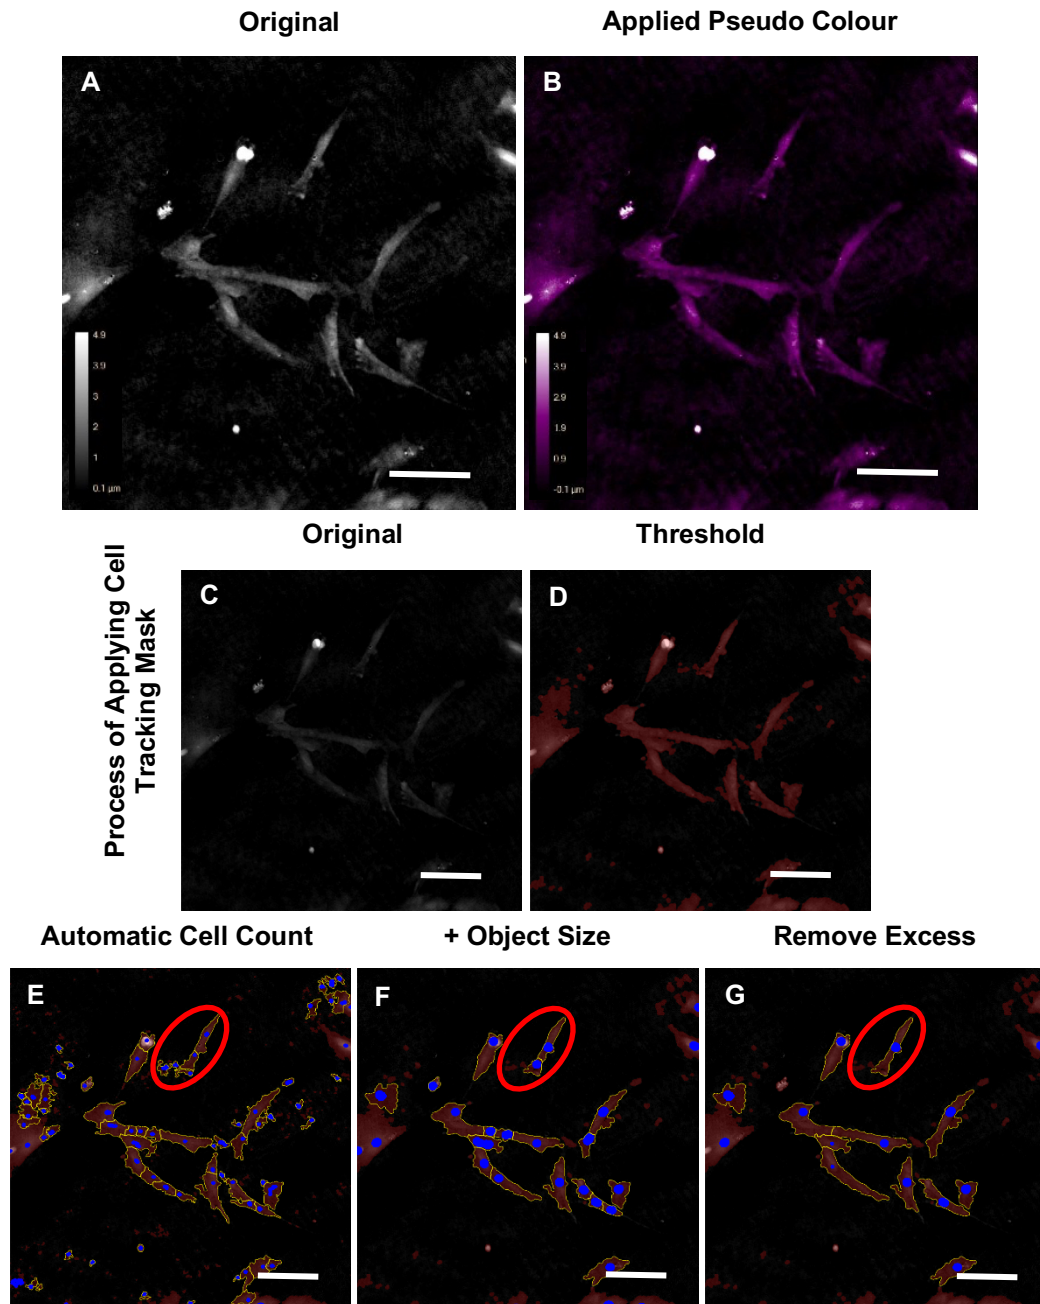 Original
Applied Pseudo Colour
A
B
4.9
3.9
3
2
1
0.1 µm
4.9
3.9
2.9
1.9
0.9
-0.1 µm
Original
Threshold
Process of Applying Cell
Tracking Mask
C
D
Automatic Cell Count
+ Object Size
Remove Excess
E
F
G